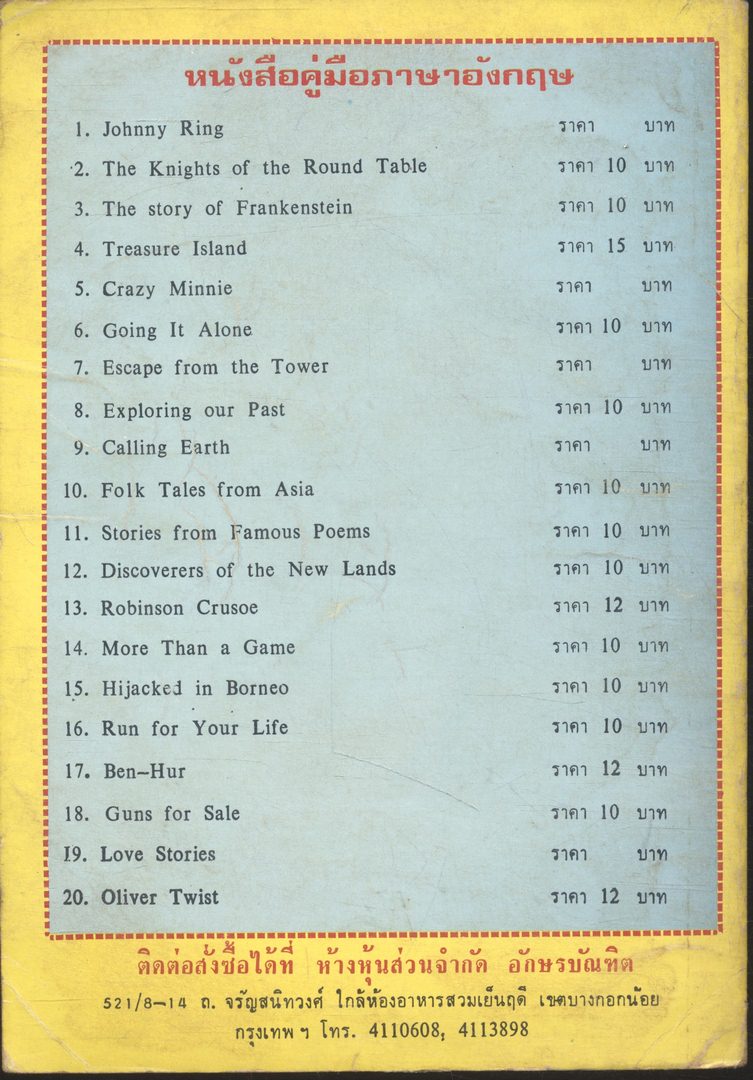 หนังสือคู่มือภาษาอังกฤษ
1. Johnny Ring ราคา บาท
2. The Knights of the Round Table ราคา 10 บาท
3. The story of Frankenstein ราคา 10 บาท
4. Treasure Island ราคา 15 บาท
5. Crazy Minnie ราคา บาท
6. Going It Alone ราคา 10 บาท
7. Escape from the Tower ราคา บาท
8. Exploring our Past ราคา 10 บาท
9. Calling Earth ราคา บาท
10. Folk Tales from Asia ราคา 10 บาท
11. Stories from Famous Poems ราคา 10 บาท
12. Discoverers of the New Lands ราคา 10 บาท
13. Robinson Crusoe ราคา 12 บาท
14. More Than a Game ราคา 10 บาท
15. Hijacked in Borneo ราคา 10 บาท
16. Run for Your Life ราคา 10 บาท
17. Ben-Hur ราคา 12 บาท
18. Guns for Sale ราคา 10 บาท
19. Love Stories ราคา บาท
20. Oliver Twist ราคา 12 บาท
ติดต่อสั่งซื้อได้ที่ ห้างหุ้นส่วนจำกัด อักษรบัณฑิต
521/8-14 ถ. จรัญสนิทวงศ์ ใกล้ห้องอาหารสวมเย็นฤดี เขตบางกอกน้อย
กรุงเทพ ฯ โทร. 4110608, 4113898